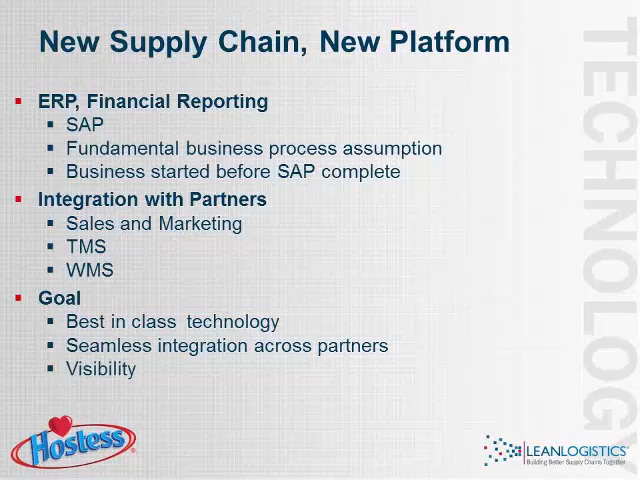 New Supply Chain, New Platform
ERP, Financial Reporting
SAP
Fundamental business process assumption
Business started before SAP complete
Integration with Partners
Sales and Marketing
TMS
WMS
Goal
Best in class technology
Seamless integration across partners
Visibility
TECHNOLOGY
Hostess®
LEANLOGISTICS
Building Better Supply Chains Together